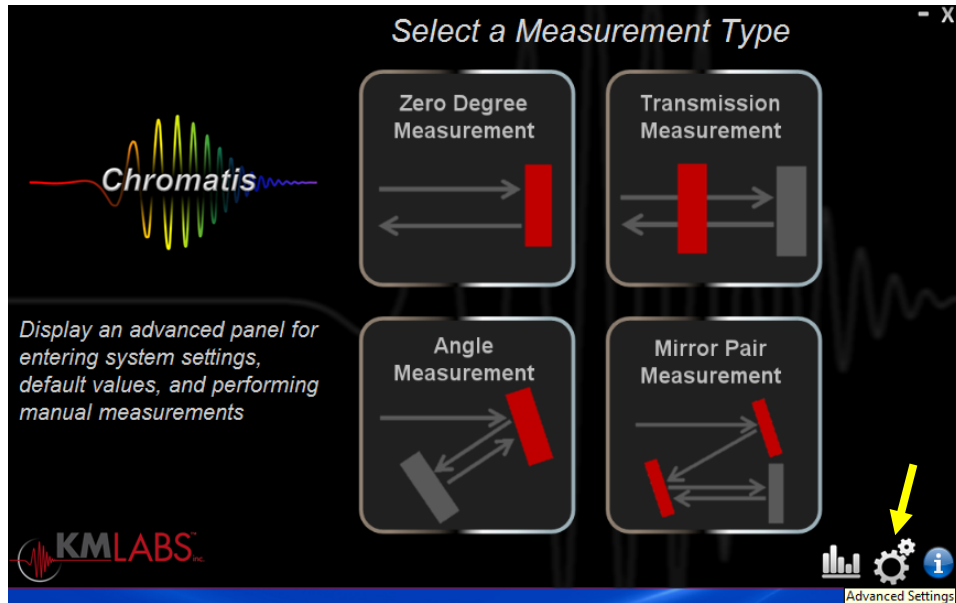 Select a Measurement Type
- X
Zero Degree
Measurement
Transmission
Measurement
Chromatis
Display an advanced panel for
entering system settings,
default values, and performing
manual measurements
Angle
Measurement
Mirror Pair
Measurement
KMLABS™ inc.
i
Advanced Settings